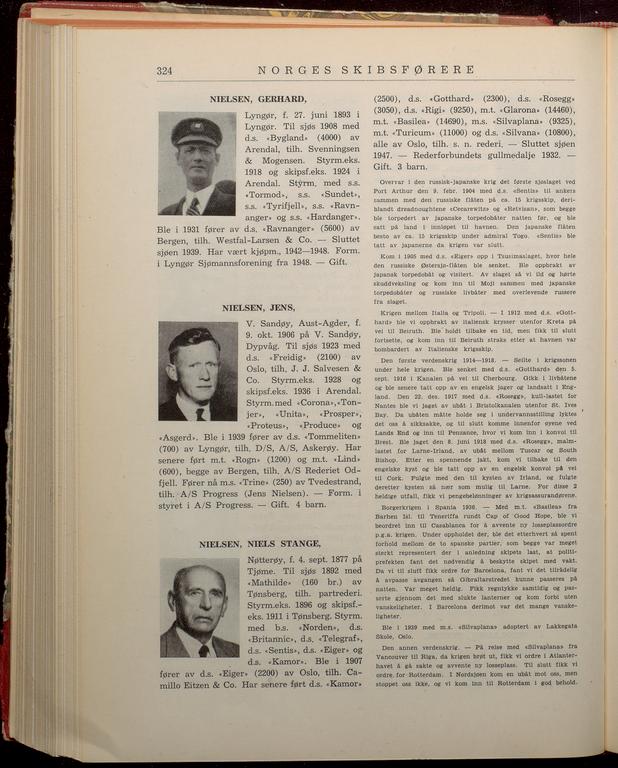 324
NORGES SKIBSFØRERE
NIELSEN, GERHARD,
Lyngør, f. 27. juni 1893 i
Lyngør. Til sjøs 1908 med
d.s. «Bygland» (4000) av
Arendal, tilh. Svenningsen
& Mogensen. Styrm.eks.
1918 og skipsf.eks. 1924 i
Arendal. Styrm. med s.s.
«Tormod», s.s. «Sundet»,
s.s. «Tyrifjell», s.s. «Ravn-
anger» og s.s. «Hardanger».
Ble i 1931 fører av d.s. «Ravnanger» (5600) av
Bergen, tilh. Westfal-Larsen & Co. — Sluttet
sjøen 1939. Har vært kjøpm., 1942—1948. Form.
i Lyngør Sjømannsforening fra 1948. — Gift.
NIELSEN, JENS,
V. Sandøy, Aust-Agder, f.
9. okt. 1906 på V. Sandøy,
Dypvåg. Til sjøs 1923 med
d.s. «Freidig» (2100) av
Oslo, tilh. J. J. Salvesen &
Co. Styrm.eks. 1928 og
skipsf.eks. 1936 i Arendal.
Styrm. med «Corona», «Ton-
jer», «Unita», «Prosper»,
«Proteus», «Produce» og
«Asgerd». Ble i 1939 fører av d.s. «Tommeliten»
(700) av Lyngør, tilh. D/S, A/S, Askerøy. Har
senere ført m.t. «Rogn» (1200) og m.t. «Lind»
(600), begge av Bergen, tilh. A/S Rederiet Od-
fjell. Fører nå m.s. «Trine» (250) av Tvedestrand,
tilh. A/S Progress (Jens Nielsen). — Form. i
styret i A/S Progress. — Gift. 4 barn.
NIELSEN, NIELS STANGE,
Nøtterøy, f. 4. sept. 1877 på
Tjøme. Til sjøs 1892 med
«Mathilde» (160 br.) av
Tønsberg, tilh. partrederi.
Styrm.eks. 1896 og skipsf.-
eks. 1911 i Tønsberg. Styrm.
med b.s. «Norden», d.s.
«Britannic», d.s. «Telegraf»,
d.s. «Sentis», d.s. «Eiger» og
d.s. «Kamor». Ble i 1907
fører av d.s. «Eiger» (2200) av Oslo, tilh. Ca-
millo Eitzen & Co. Har senere ført d.s. «Kamor»
(2500), d.s. «Gotthard» (2300), d.s. «Rosegg»
(3050), d.s. «Rigi» (9250), m.t. «Glarona» (14460),
m.t. «Basilea» (14690), m.s. «Silvaplana» (9325),
m.t. «Turicum» (11000) og d.s. «Silvana» (10800),
alle av Oslo, tilh. s. n. rederi. — Sluttet sjøen
1947. — Rederforbundets gullmedalje 1932. —
Gift. 3 barn.
Overvar i den russisk-japanske krig det første sjøslaget ved
Port Arthur den 9. febr. 1904 med d.s. «Sentis» til ankers
sammen med den russiske flåten på ca. 15 krigsskip, deri-
blandt dreadnoughtene «Cecarewitz» og «Retvisan», som begge
ble torpedert av japanske torpedobåter natten før, og ble
satt på land i innløpet til havnen. Den japanske flåten
besto av ca. 15 krigsskip under admiral Togo. «Sentis» ble
tatt av japanerne da krigen var slutt.
Kom i 1905 med d.s. «Eiger» opp i Tsusimaslaget, hvor hele
den russiske Østersjø-flåten ble senket. Ble oppbrakt av
japansk torpedobåt og visitert. Av slaget så vi ild og hørte
skuddveksling og kom inn til Moji sammen med japanske
torpedobåter og russiske livbåter med overlevende russere
fra slaget.
Krigen mellom Italia og Tripoli. — I 1912 med d.s. «Gott-
hard» ble vi oppbrakt av italiensk krysser utenfor Kreta på
vei til Beiruth. Ble holdt tilbake en tid, men fikk til slutt
fortsette, og kom inn til Beiruth straks etter at havnen var
bombardert av italienske krigsskip.
Den første verdenskrig 1914—1918. — Seilte i krigssonen
under hele krigen. Ble senket med d.s. «Gotthard» den 5.
sept. 1916 i Kanalen på vei til Cherbourg. Gikk i livbåtene
og ble senere tatt opp av en engelsk jager og landsatt i Eng-
land. Den 22. des. 1917 med d.s. «Rosegg», kull-lastet for
Nantes ble vi jaget av ubåt i Bristolkanalen utenfor St. Ives
Bay. Da ubåten måtte holde seg i undervannsstilling lyktes
det oss å sikksakke, og til slutt komme innenfor øyene ved
Lands End og inn til Penzance, hvor vi kom inn i konvoi til
Brest. Ble jaget den 8. juni 1918 med d.s. «Rosegg», malm-
lastet for Larne-Irland, av ubåt mellom Tuscar og South
Bishop. Etter en spennende jakt, kom vi tilbake til den
engelske kyst og ble tatt opp av en engelsk konvoi på vei
til Cork. Fulgte med den til kysten av Irland, og fulgte
deretter kysten så nær som mulig til Larne. For disse 2
heldige utfall, fikk vi pengebelønninger av krigsassurandørene.
Borgerkrigen i Spania 1936. — Med m.t. «Basilea» fra
Barhen Isl. til Teneriffa rundt Cap of Good Hope, ble vi
beordret inn til Casablanca for å avvente ny losseplassordre
p.g.a. krigen. Under oppholdet der, ble det etterhvert så spent
forhold mellom de to spanske partier, som begge var meget
sterkt representert der i anledning skipets last, at politi-
prefekten fant det nødvendig å beskytte skipet med vakt.
Da vi til sluff fikk ordre for Barcelona, fant vi det tilrådelig
å avpasse avgangen så Gibraltarstredet kunne passeres på
natten. Var meget heldig. Fikk regntykke samtidig og pas-
serte gjennom det med slukte lanterner og kom forbi uten
vanskeligheter. I Barcelona derimot var det mange vanske-
ligheter.
Ble i 1939 med m.s. «Silvaplana» adoptert av Lakkegata
Skole, Oslo.
Den annen verdenskrig. — På reise med «Silvaplana» fra
Vancouver til Riga, da krigen brøt ut, fikk vi ordre i Atlanter-
havet å gå sakte og avvente ny losseplass. Til slutt fikk vi
ordre for Rotterdam. I Nordsjøen kom en ubåt mot oss, men
stoppet oss ikke, og vi kom inn til Rotterdam i god behold.